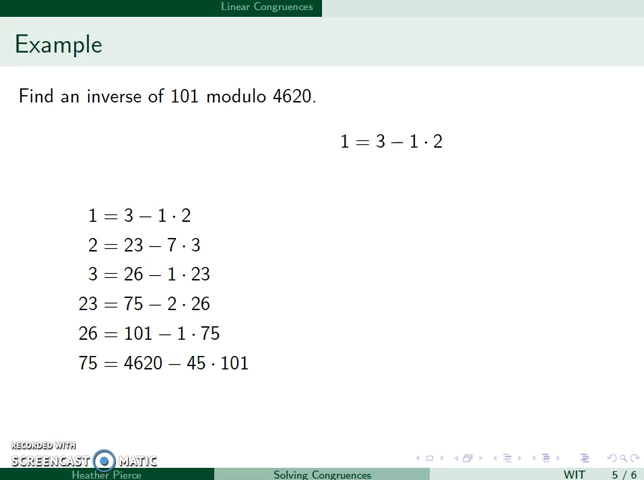 Linear Congruences
Example
Find an inverse of 101 modulo 4620.
1 = 3 − 1 · 2
1 = 3 − 1 · 2
2 = 23 − 7 · 3
3 = 26 − 1 · 23
23 = 75 − 2 · 26
26 = 101 − 1 · 75
75 = 4620 − 45 · 101
RECORDED WITH
SCREENCAST MATIC
Heather Pierce Solving Congruences WIT 5 / 6